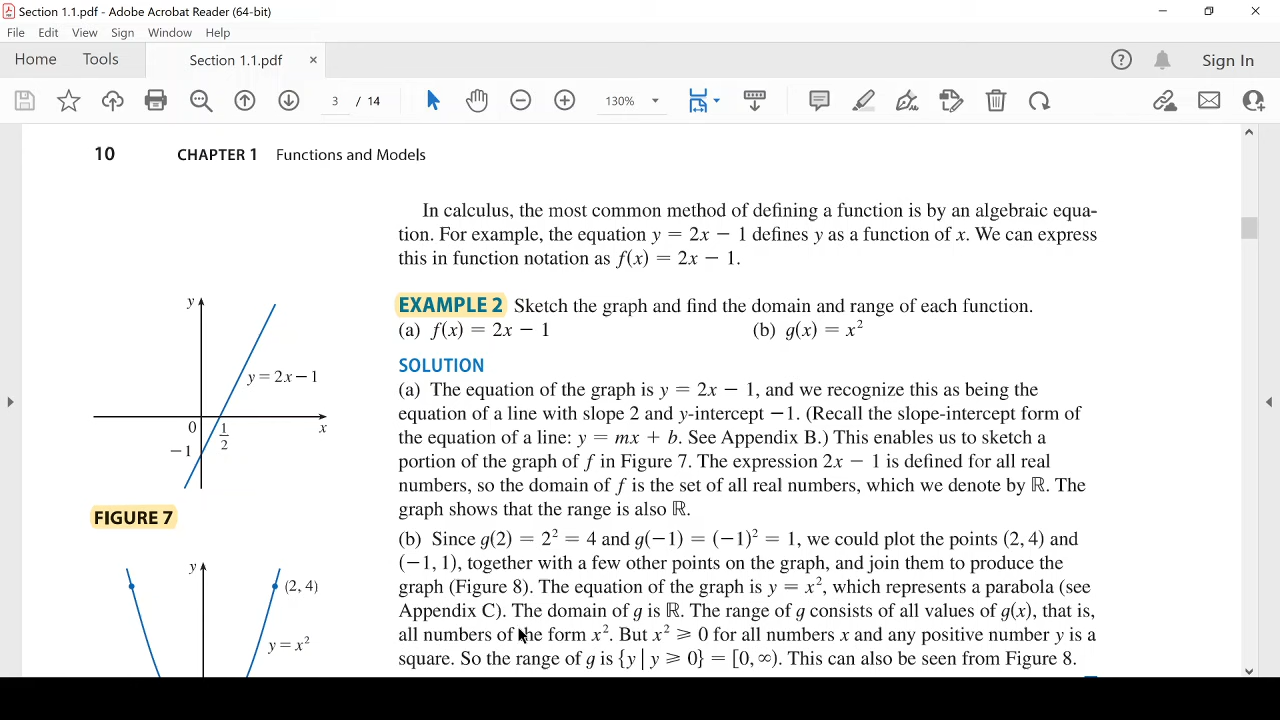 Section 1.1.pdf - Adobe Acrobat Reader (64-bit)
File Edit View Sign Window Help
Home Tools Section 1.1.pdf × Sign In
3 / 14 130%
10 CHAPTER 1 Functions and Models
In calculus, the most common method of defining a function is by an algebraic equa-
tion. For example, the equation y = 2x − 1 defines y as a function of x. We can express
this in function notation as f(x) = 2x − 1.
EXAMPLE 2 Sketch the graph and find the domain and range of each function.
(a) f(x) = 2x − 1 (b) g(x) = x²
SOLUTION
(a) The equation of the graph is y = 2x − 1, and we recognize this as being the
equation of a line with slope 2 and y-intercept −1. (Recall the slope-intercept form of
the equation of a line: y = mx + b. See Appendix B.) This enables us to sketch a
portion of the graph of f in Figure 7. The expression 2x − 1 is defined for all real
numbers, so the domain of f is the set of all real numbers, which we denote by ℝ. The
graph shows that the range is also ℝ.
(b) Since g(2) = 2² = 4 and g(−1) = (−1)² = 1, we could plot the points (2, 4) and
(−1, 1), together with a few other points on the graph, and join them to produce the
graph (Figure 8). The equation of the graph is y = x², which represents a parabola (see
Appendix C). The domain of g is ℝ. The range of g consists of all values of g(x), that is,
all numbers of the form x². But x² ⩾ 0 for all numbers x and any positive number y is a
square. So the range of g is {y | y ⩾ 0} = [0, ∞). This can also be seen from Figure 8.
y
y = 2x − 1
0 1/2 x
−1
FIGURE 7
y
(2, 4)
y = x²